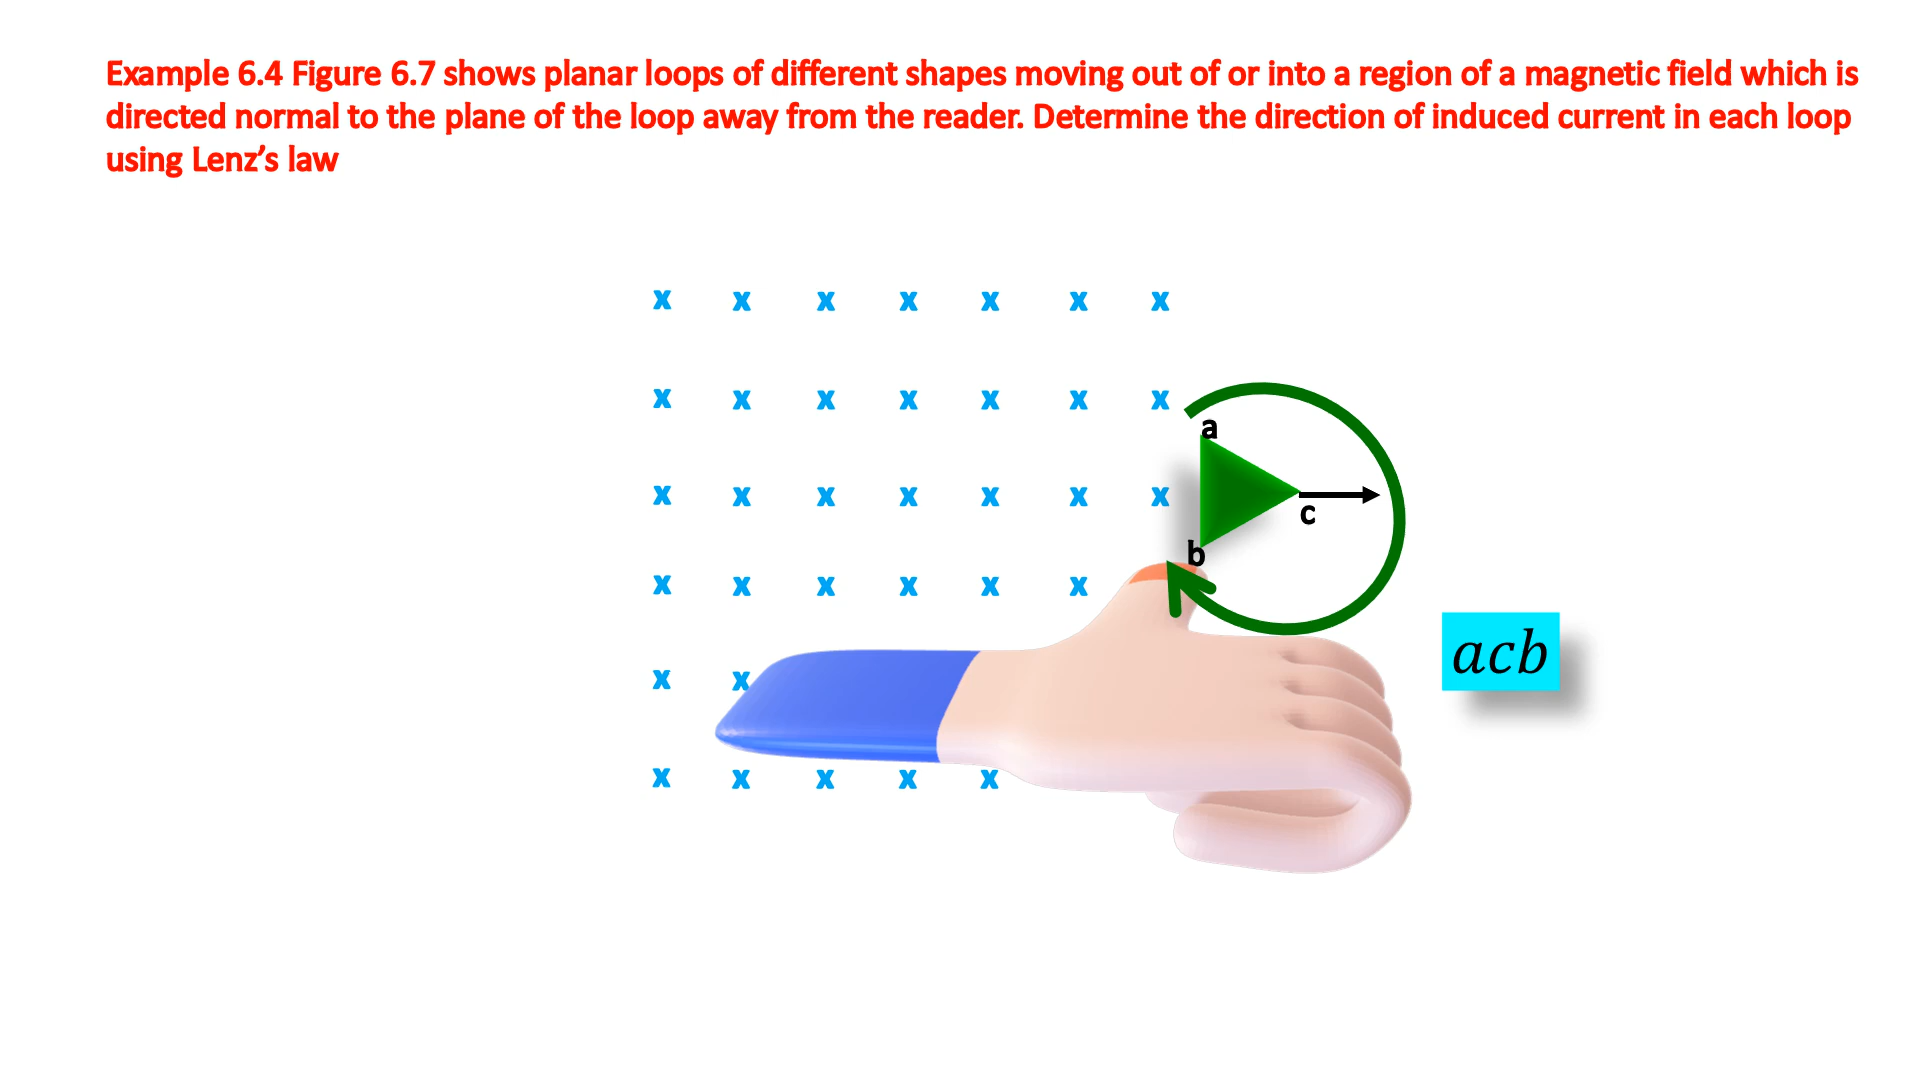 Example 6.4 Figure 6.7 shows planar loops of different shapes moving out of or into a region of a magnetic field which is
directed normal to the plane of the loop away from the reader. Determine the direction of induced current in each loop
using Lenz’s law
x x x x x x x
x x x x x x x
a
x x x x x x x
c
b
x x x x x x
acb
x x
x x x x x